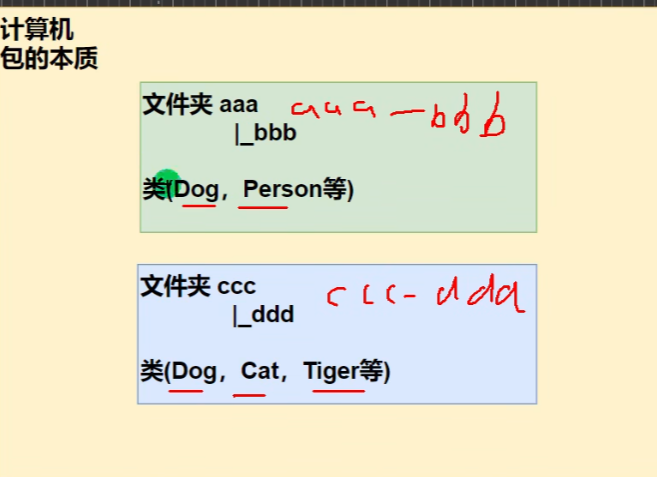 计算机
包的本质
文件夹 aaa aaa-bbb
|_bbb
类(Dog，Person等)
文件夹 ccc ccc-ddd
|_ddd
类(Dog，Cat，Tiger等)